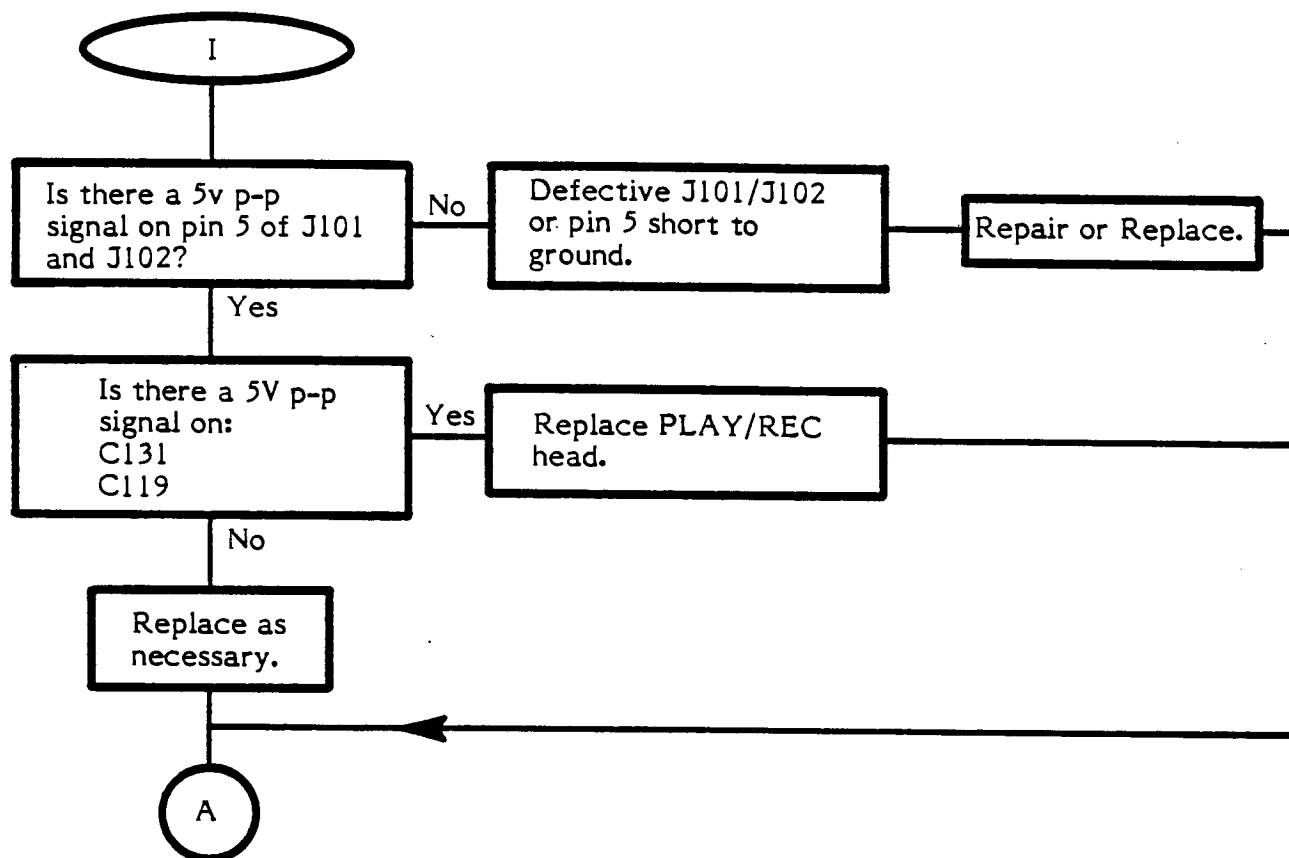 I
Is there a 5v p-p
signal on pin 5 of J101
and J102?
No
Defective J101/J102
or pin 5 short to
ground.
Repair or Replace.
Yes
Is there a 5V p-p
signal on:
C131
C119
Yes
Replace PLAY/REC
head.
No
Replace as
necessary.
A